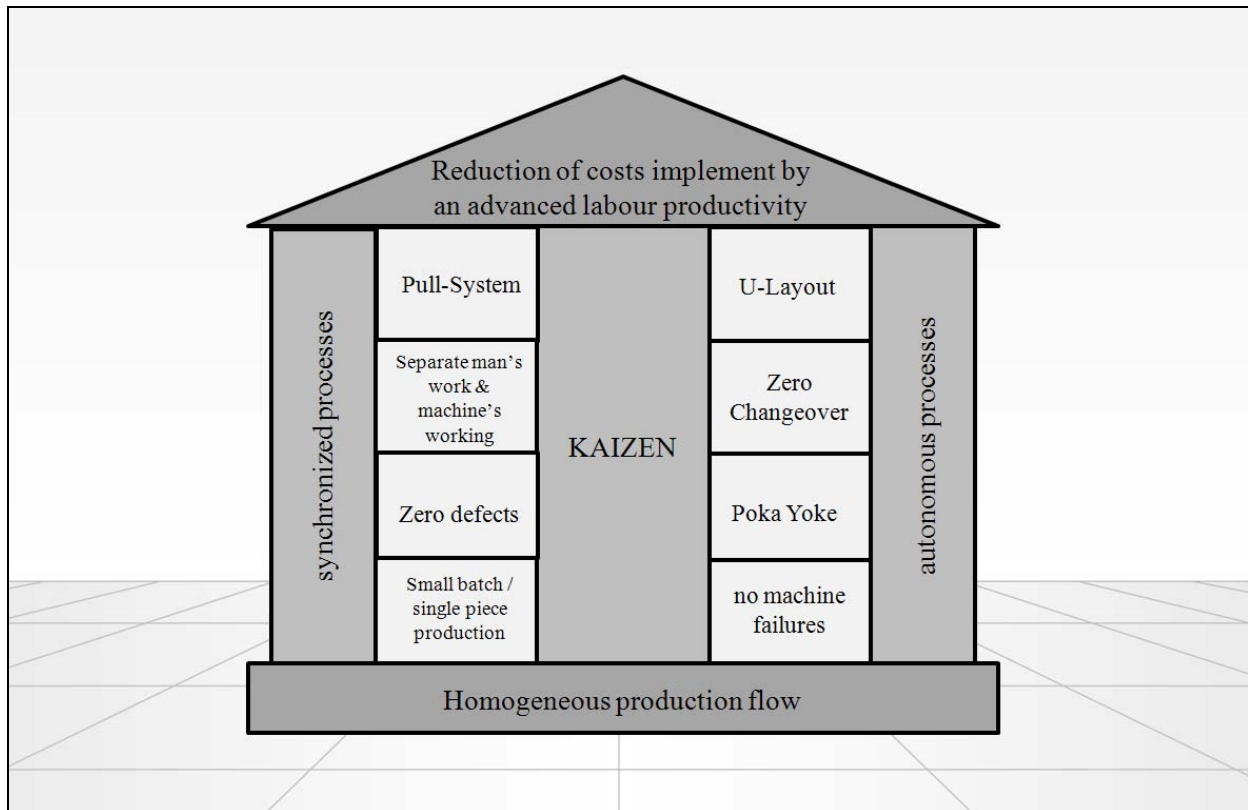 Reduction of costs implement by
an advanced labour productivity
synchronized processes
Pull-System
Separate man's
work &
machine's
working
Zero defects
Small batch /
single piece
production
KAIZEN
U-Layout
Zero
Changeover
Poka Yoke
no machine
failures
autonomous processes
Homogeneous production flow